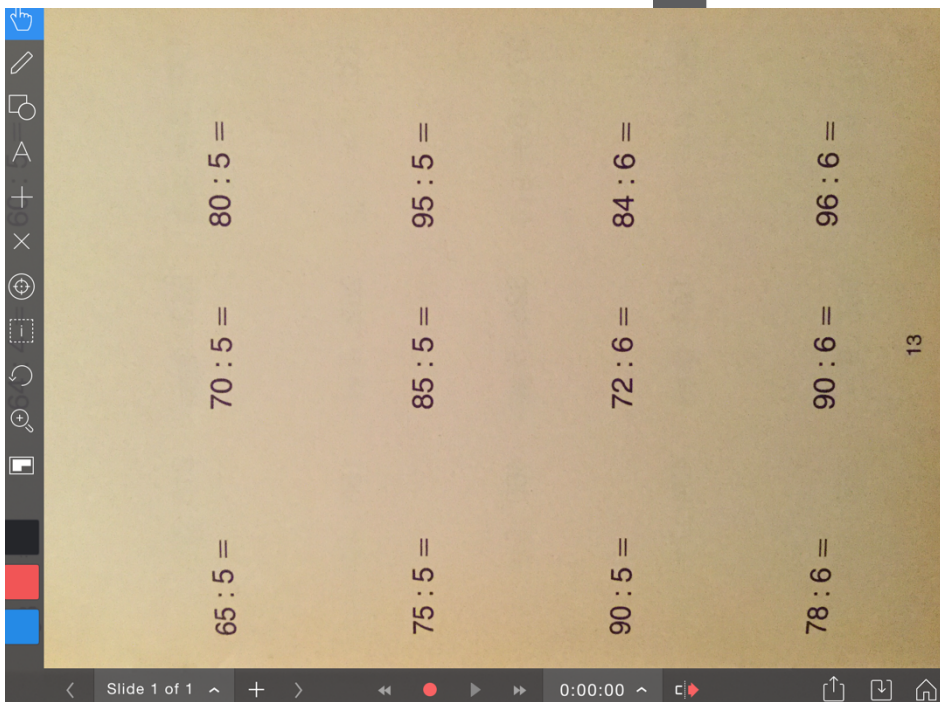 65 : 5 = 70 : 5 = 80 : 5 =
75 : 5 = 85 : 5 = 95 : 5 =
90 : 5 = 72 : 6 = 84 : 6 =
78 : 6 = 90 : 6 = 96 : 6 =
13
Slide 1 of 1 0:00:00